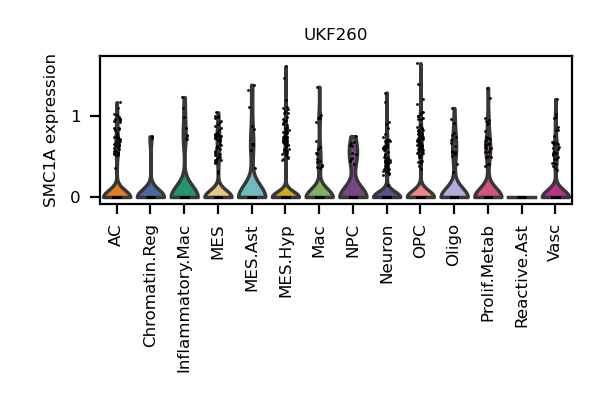 UKF260
SMC1A expression
1
0
AC
Chromatin.Reg
Inflammatory.Mac
MES
MES.Ast
MES.Hyp
Mac
NPC
Neuron
OPC
Oligo
Prolif.Metab
Reactive.Ast
Vasc